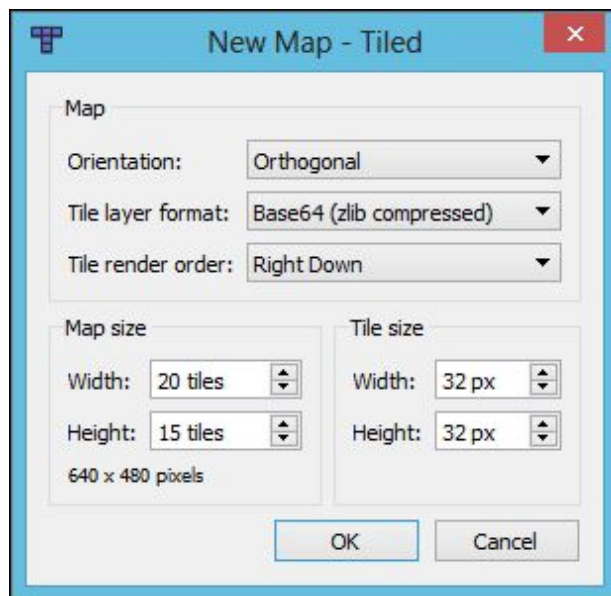 New Map - Tiled
Map
Orientation: Orthogonal
Tile layer format: Base64 (zlib compressed)
Tile render order: Right Down
Map size
Width: 20 tiles
Height: 15 tiles
640 x 480 pixels
Tile size
Width: 32 px
Height: 32 px
OK Cancel